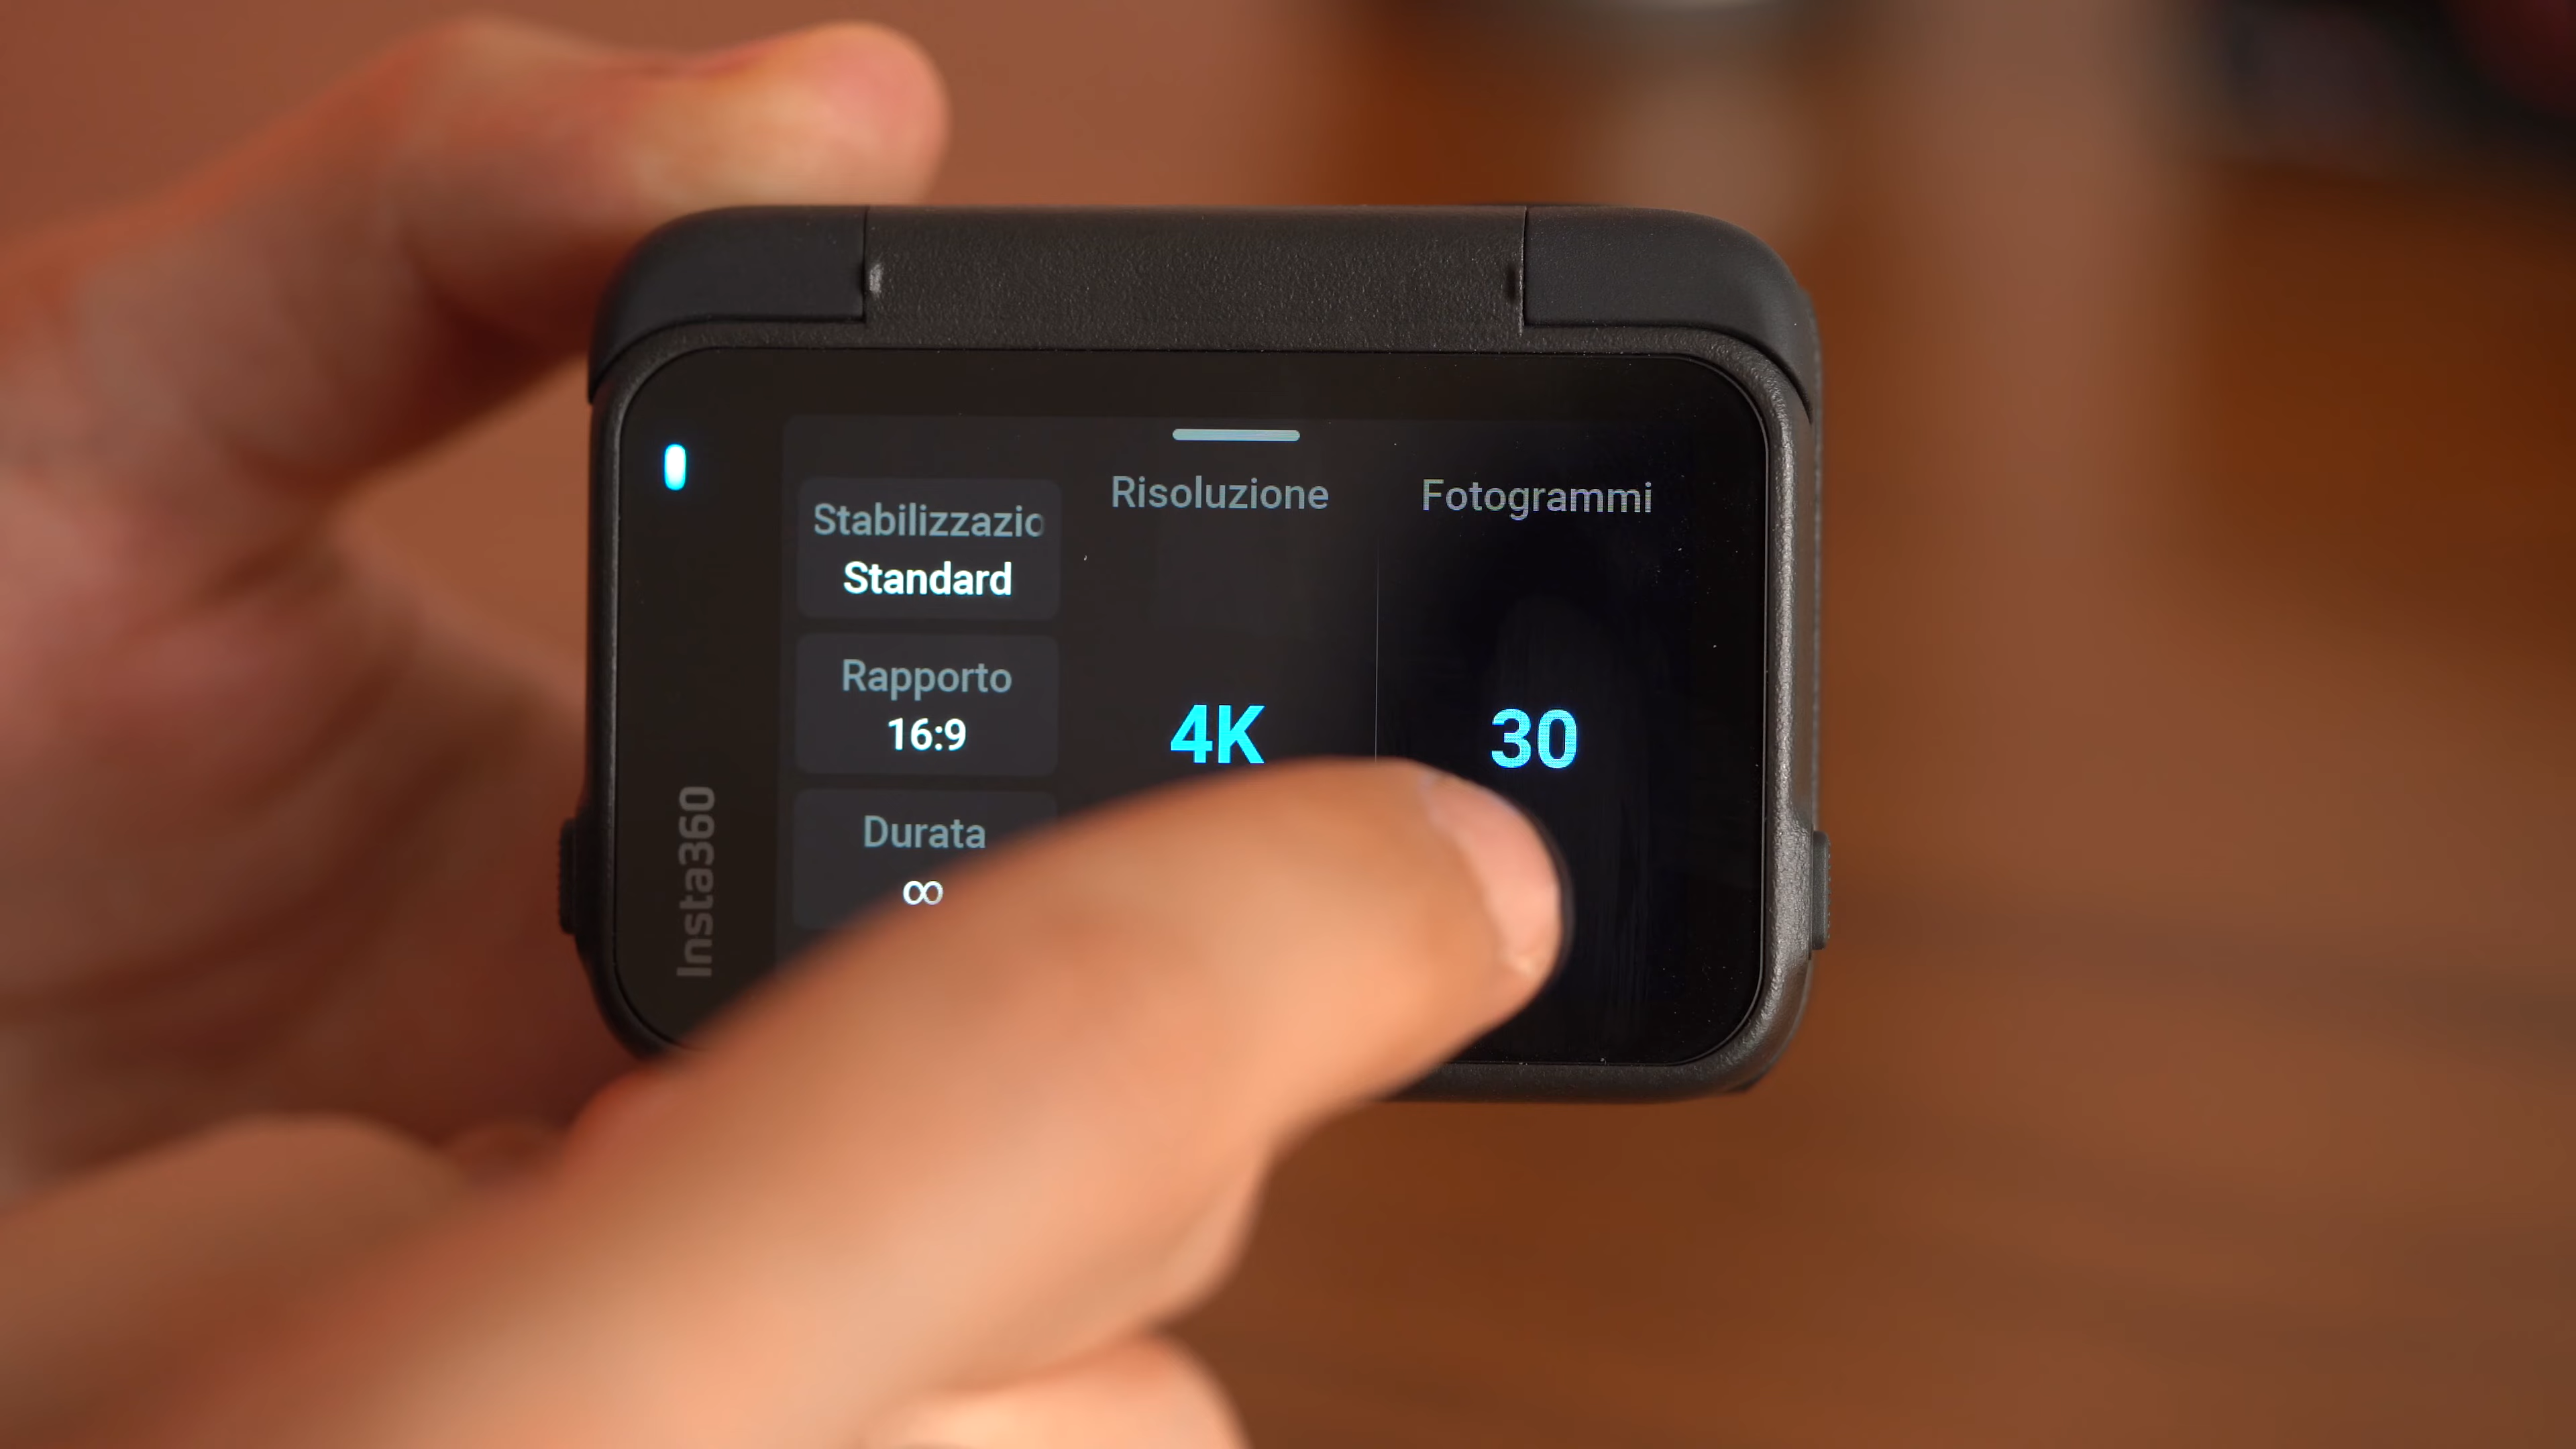 Stabilizzazio
Standard
Rapporto
16:9
Durata
∞
Risoluzione
4K
Fotogrammi
30
Insta360